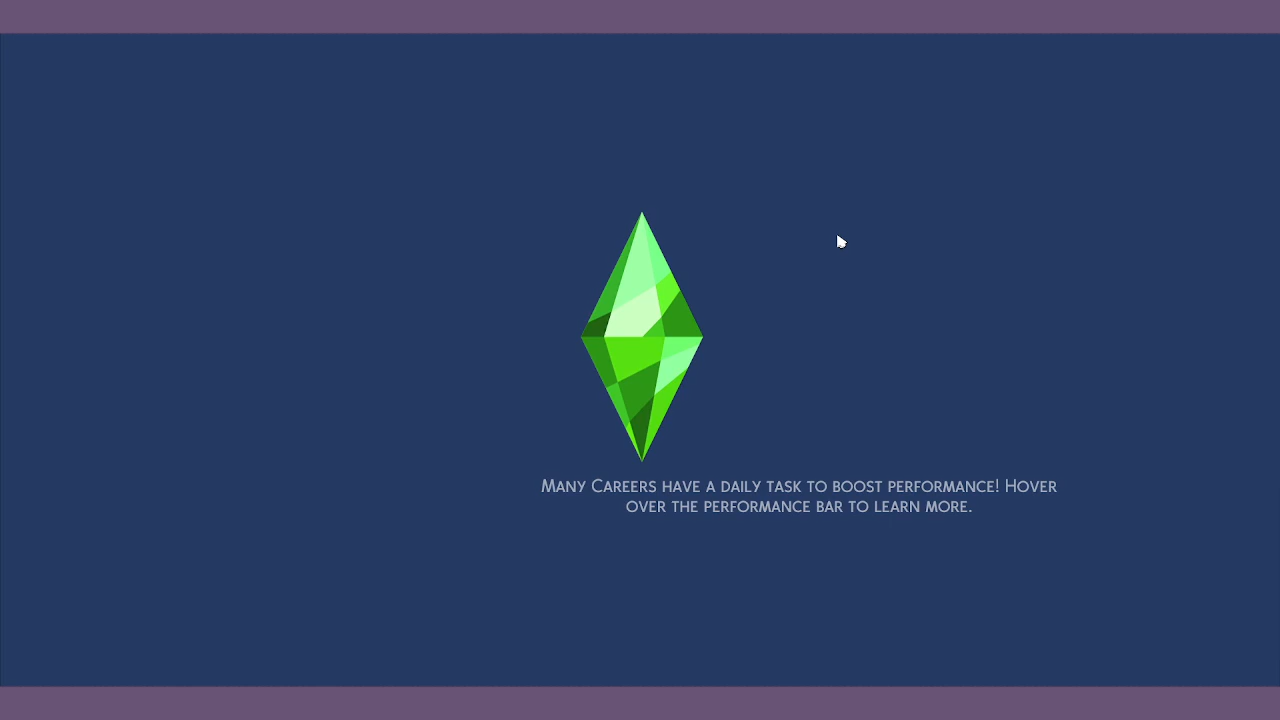 Many Careers have a daily task to boost performance! Hover
over the performance bar to learn more.